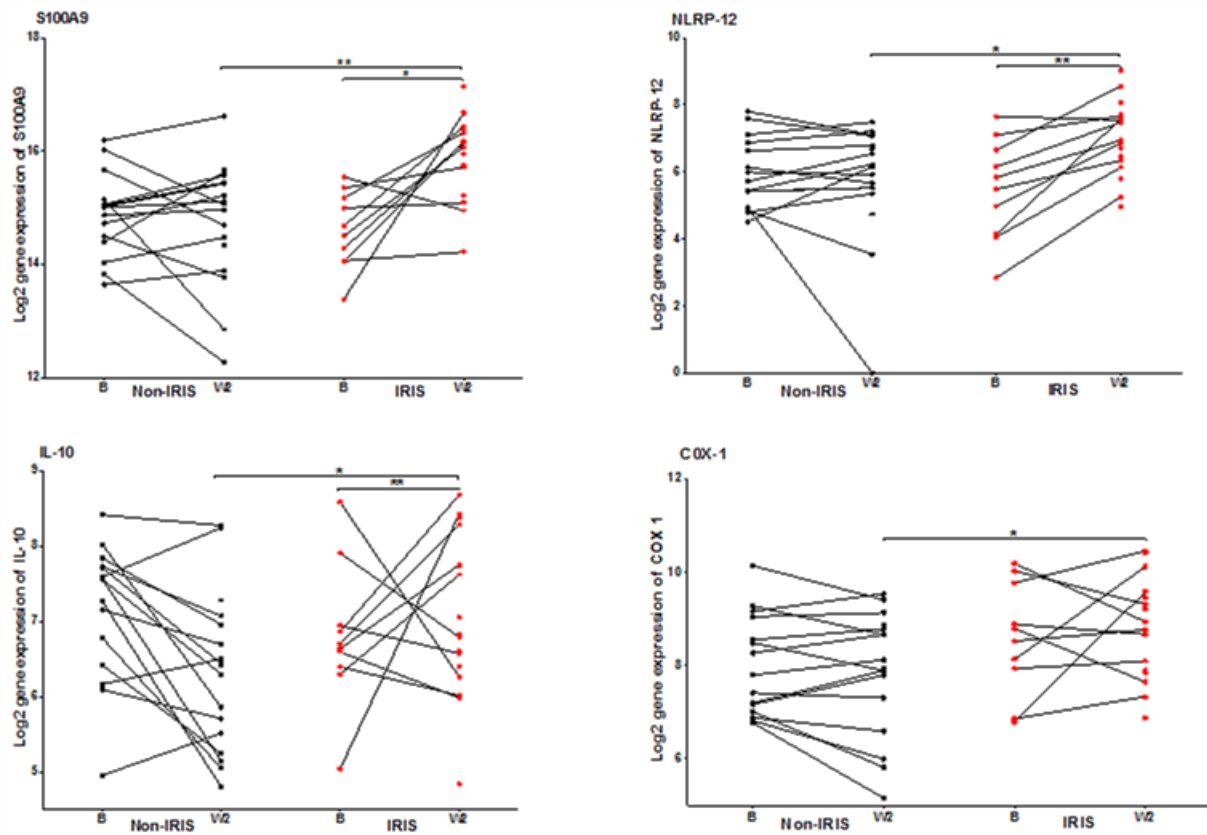 S100A9
18
16
14
12
Log2 gene expression of S100A9
**
*
B
W2
B
W2
Non-IRIS
IRIS
NLRP-12
10
8
6
4
2
0
Log2 gene expression of NLRP-12
*
**
B
W2
B
W2
Non-IRIS
IRIS
IL-10
9
8
7
6
5
Log2 gene expression of IL-10
*
**
B
W2
B
W2
Non-IRIS
IRIS
COX-1
12
10
8
6
Log2 gene expression of COX 1
*
B
W2
B
W2
Non-IRIS
IRIS